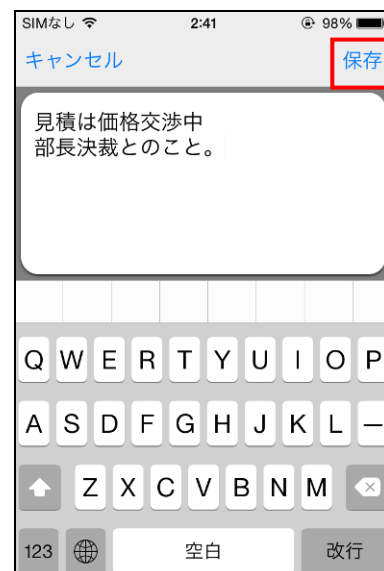 SIMなし 2:41 98%
キャンセル 保存
見積は価格交渉中
部長決裁とのこと。
Q W E R T Y U I O P
A S D F G H J K L ー
Z X C V B N M
123 空白 改行